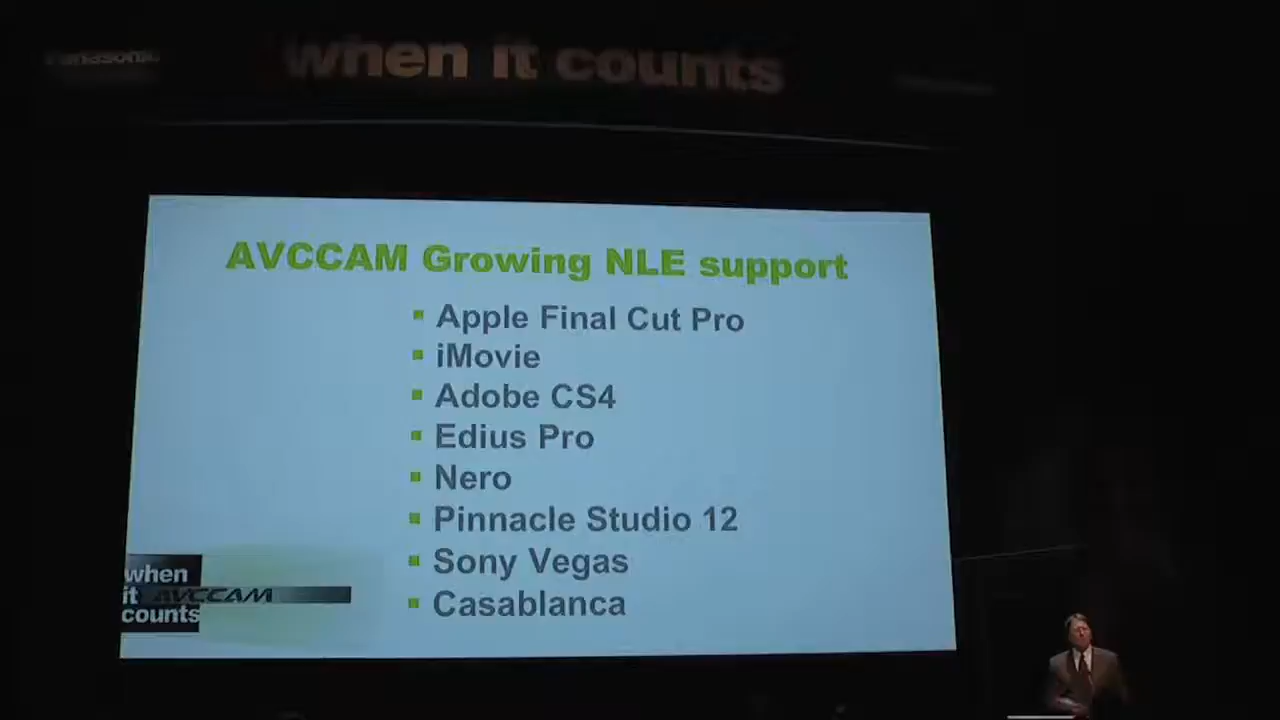 Panasonic
when it counts
AVCCAM Growing NLE support
Apple Final Cut Pro
iMovie
Adobe CS4
Edius Pro
Nero
Pinnacle Studio 12
Sony Vegas
Casablanca
when
it
counts
AVCCAM